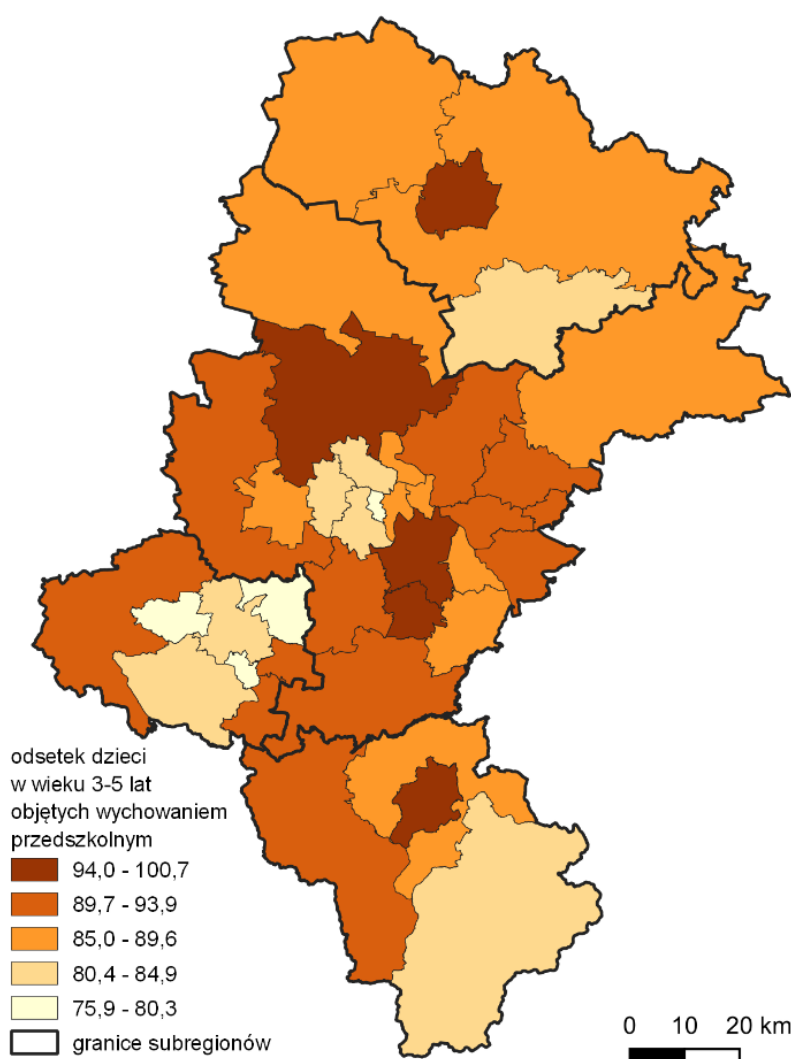 odsetek dzieci
w wieku 3-5 lat
objętych wychowaniem
przedszkolnym
94,0 - 100,7
89,7 - 93,9
85,0 - 89,6
80,4 - 84,9
75,9 - 80,3
granice subregionów
0 10 20 km